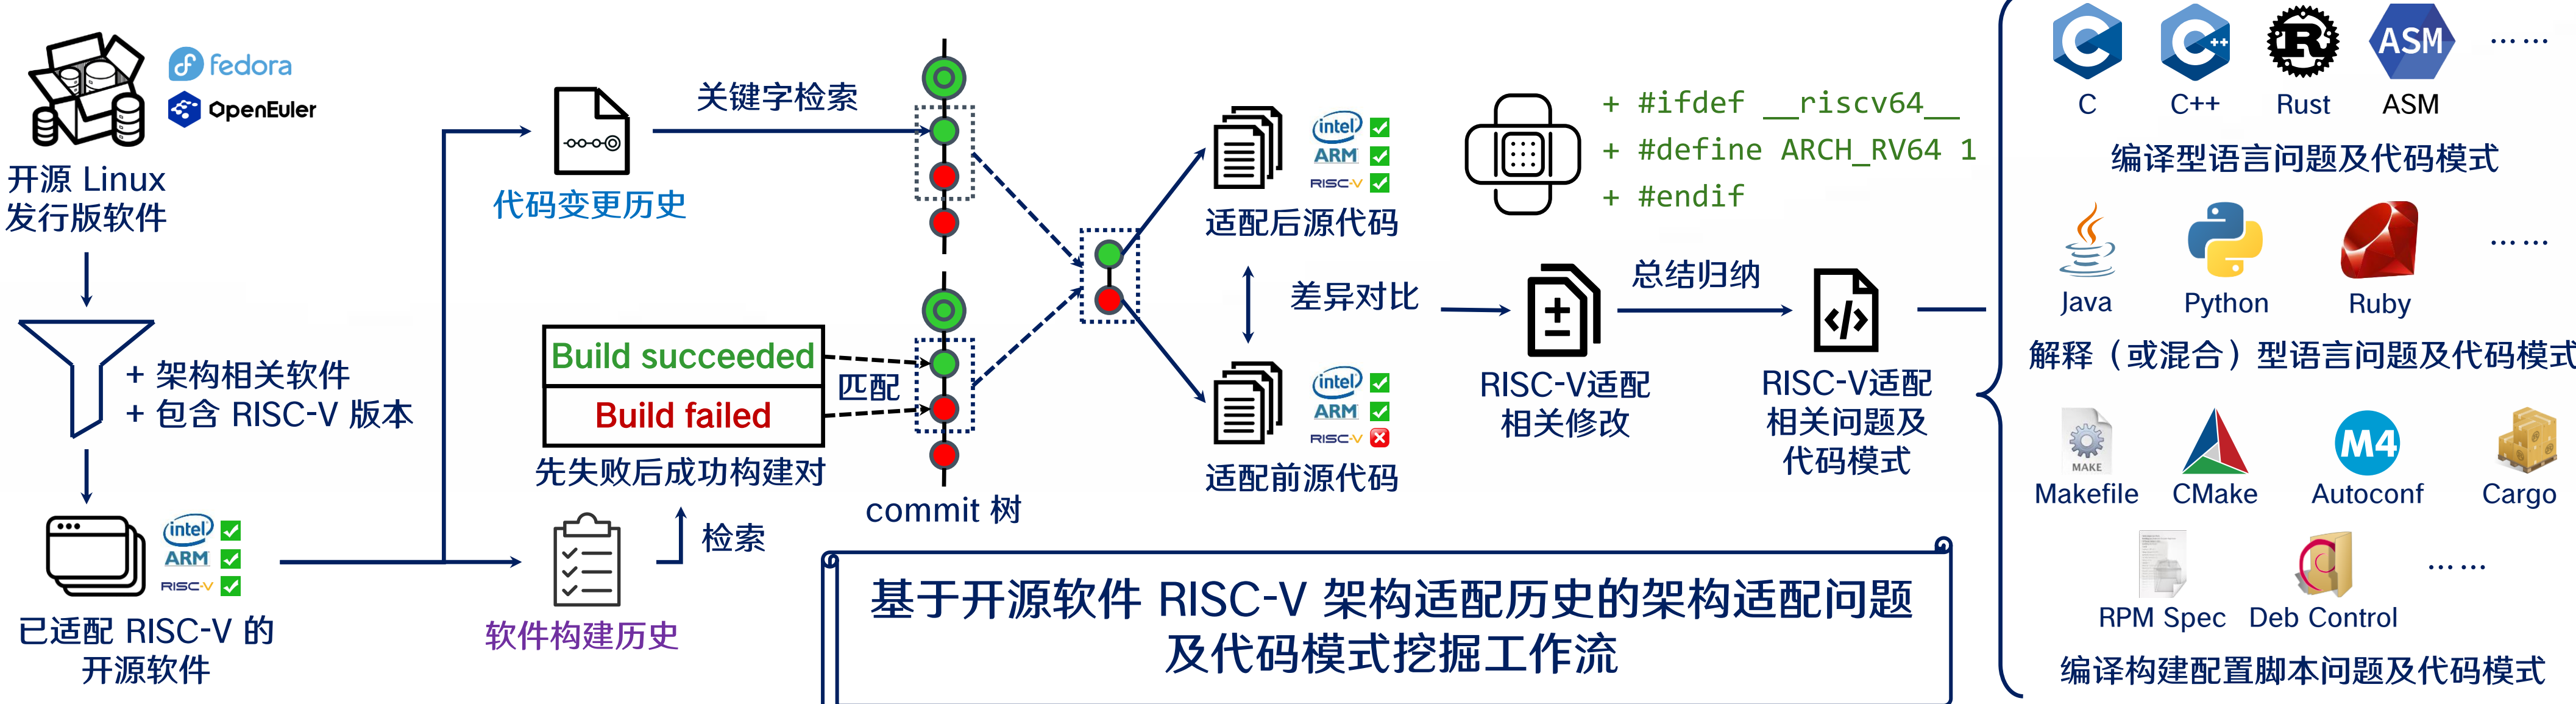 fedora
OpenEuler
开源 Linux
发行版软件
+ 架构相关软件
+ 包含 RISC-V 版本
intel
ARM
RISC-V
已适配 RISC-V 的
开源软件
代码变更历史
关键字检索
Build succeeded
Build failed
匹配
先失败后成功构建对
检索
软件构建历史
commit 树
intel
ARM
RISC-V
适配后源代码
差异对比
intel
ARM
RISC-V
适配前源代码
+ #ifdef __riscv64__
+ #define ARCH_RV64 1
+ #endif
RISC-V适配
相关修改
总结归纳
RISC-V适配
相关问题及
代码模式
基于开源软件 RISC-V 架构适配历史的架构适配问题
及代码模式挖掘工作流
C
C ++
R
ASM
……
C
C++
Rust
ASM
编译型语言问题及代码模式
……
Java
Python
Ruby
解释（或混合）型语言问题及代码模式
MAKE
M4
Makefile
CMake
Autoconf
Cargo
……
RPM Spec
Deb Control
编译构建配置脚本问题及代码模式